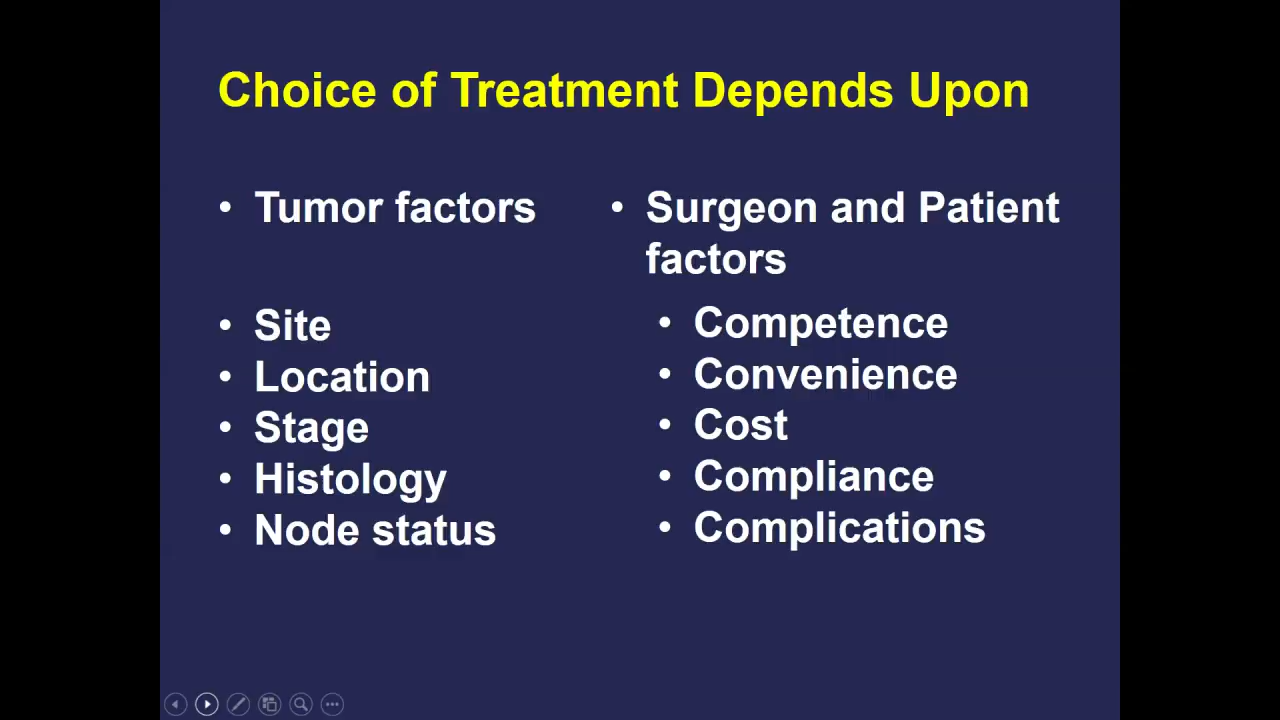 Choice of Treatment Depends Upon
• Tumor factors
• Site
• Location
• Stage
• Histology
• Node status
• Surgeon and Patient
factors
• Competence
• Convenience
• Cost
• Compliance
• Complications